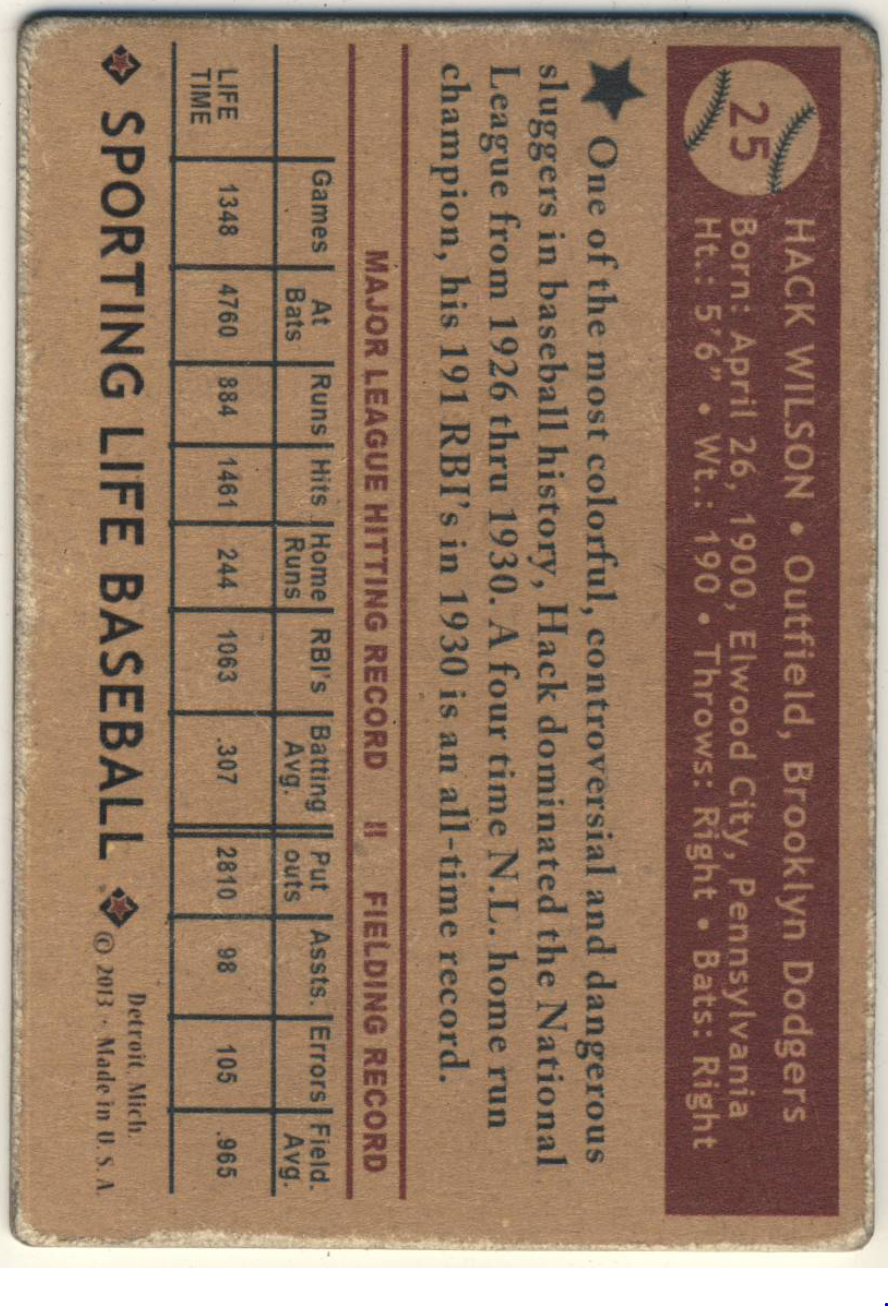 25
HACK WILSON • Outfield, Brooklyn Dodgers
Born: April 26, 1900, Elwood City, Pennsylvania
Ht.: 5'6” • Wt.: 190 • Throws: Right • Bats: Right
One of the most colorful, controversial and dangerous
sluggers in baseball history, Hack dominated the National
League from 1926 thru 1930. A four time N.L. home run
champion, his 191 RBI's in 1930 is an all-time record.
MAJOR LEAGUE HITTING RECORD || FIELDING RECORD
Games At Bats Runs Hits Home Runs RBI's Batting Avg. Put outs Assts. Errors Field. Avg.
LIFE TIME 1348 4760 884 1461 244 1063 .307 2810 98 105 .965
SPORTING LIFE BASEBALL
Detroit, Mich.
© 2013 · Made in U. S. A.